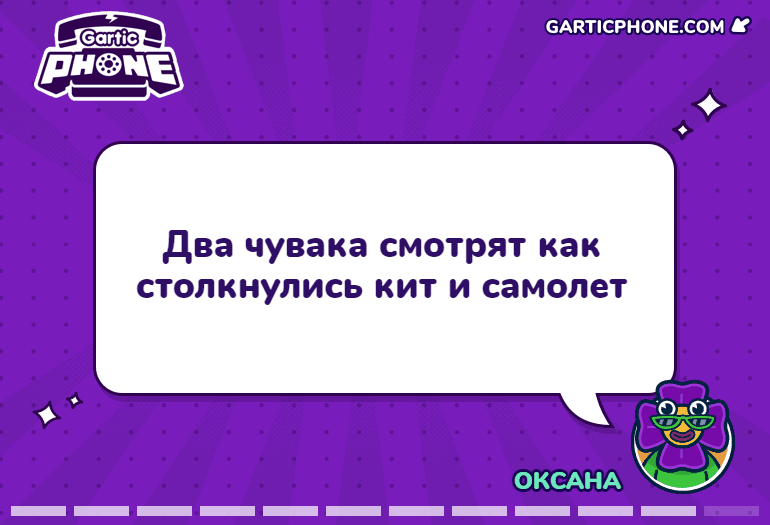 Gartic
PHONE
GARTICPHONE.COM
Два чувака смотрят как
столкнулись кит и самолет
ОКСАНА